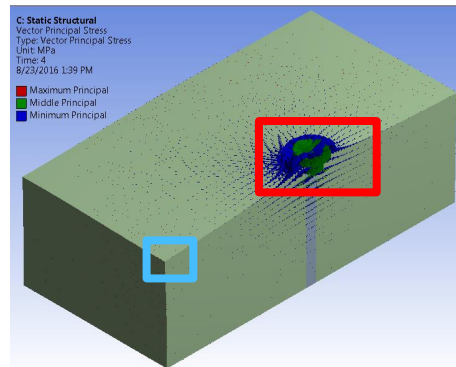 C: Static Structural
Vector Principal Stress
Type: Vector Principal Stress
Unit: MPa
Time: 4
8/23/2016 1:39 PM
Maximum Principal
Middle Principal
Minimum Principal